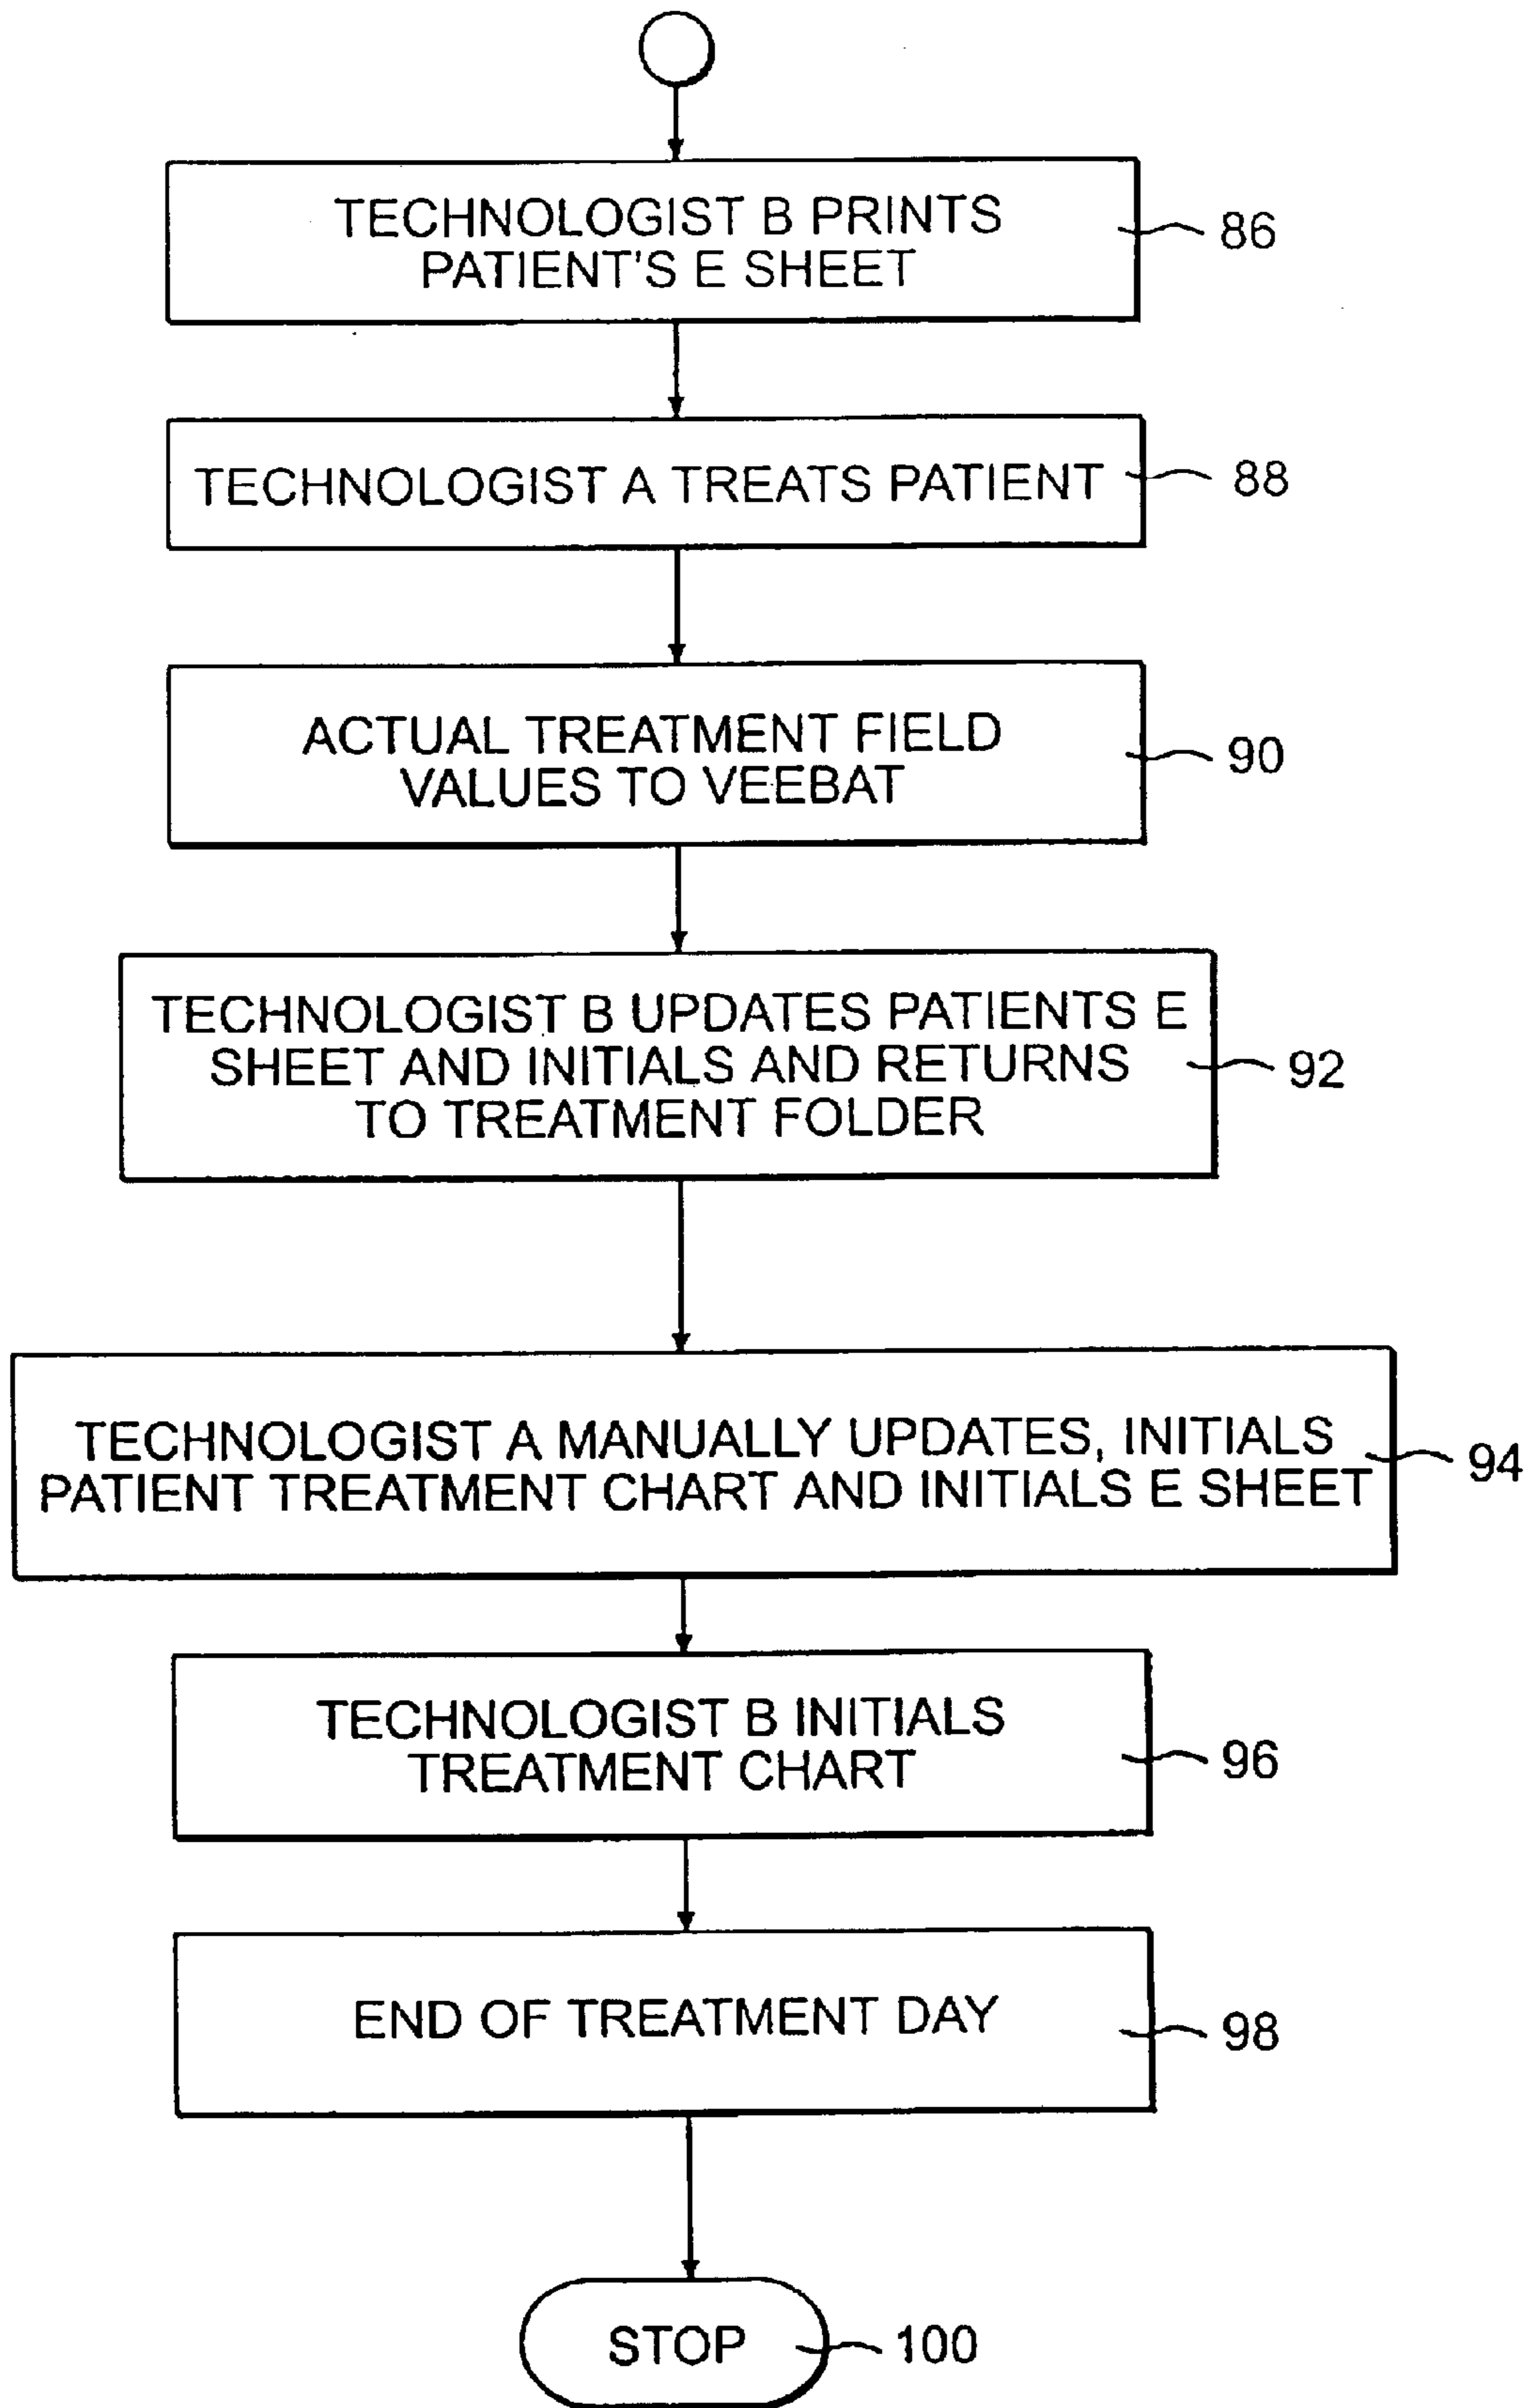 TECHNOLOGIST B PRINTS
PATIENT'S E SHEET
86
TECHNOLOGIST A TREATS PATIENT
88
ACTUAL TREATMENT FIELD
VALUES TO VEEBAT
90
TECHNOLOGIST B UPDATES PATIENTS E
SHEET AND INITIALS AND RETURNS
TO TREATMENT FOLDER
92
TECHNOLOGIST A MANUALLY UPDATES, INITIALS
PATIENT TREATMENT CHART AND INITIALS E SHEET
94
TECHNOLOGIST B INITIALS
TREATMENT CHART
96
END OF TREATMENT DAY
98
STOP
100